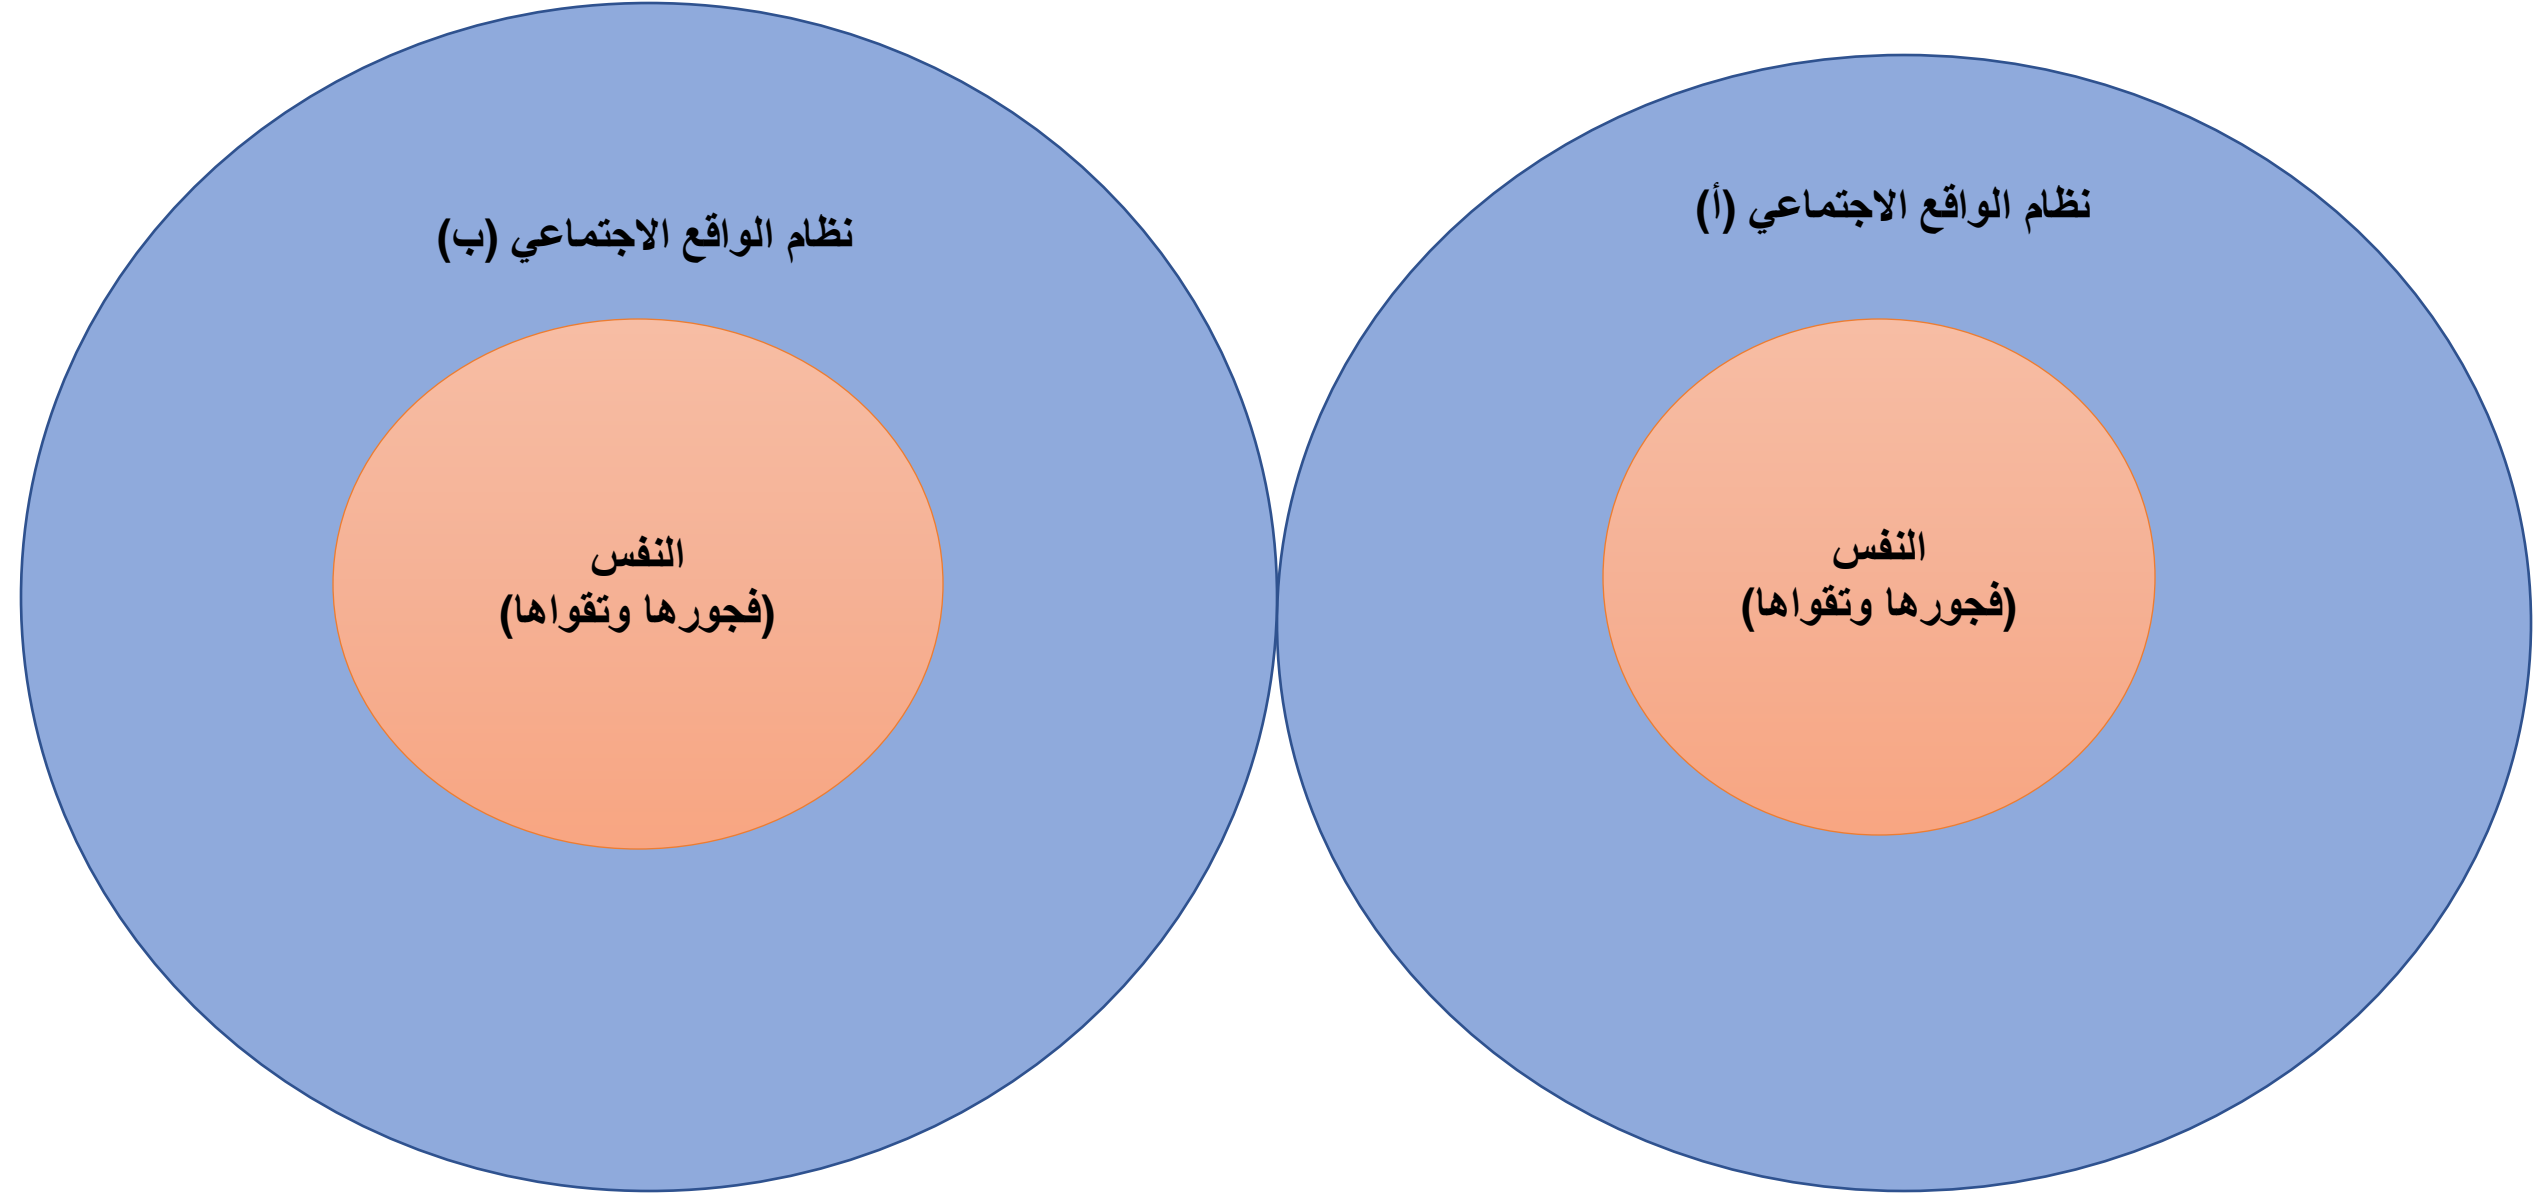 نظام الواقع الاجتماعي (أ)
النفس
(فجورها وتقواها)
نظام الواقع الاجتماعي (ب)
النفس
(فجورها وتقواها)